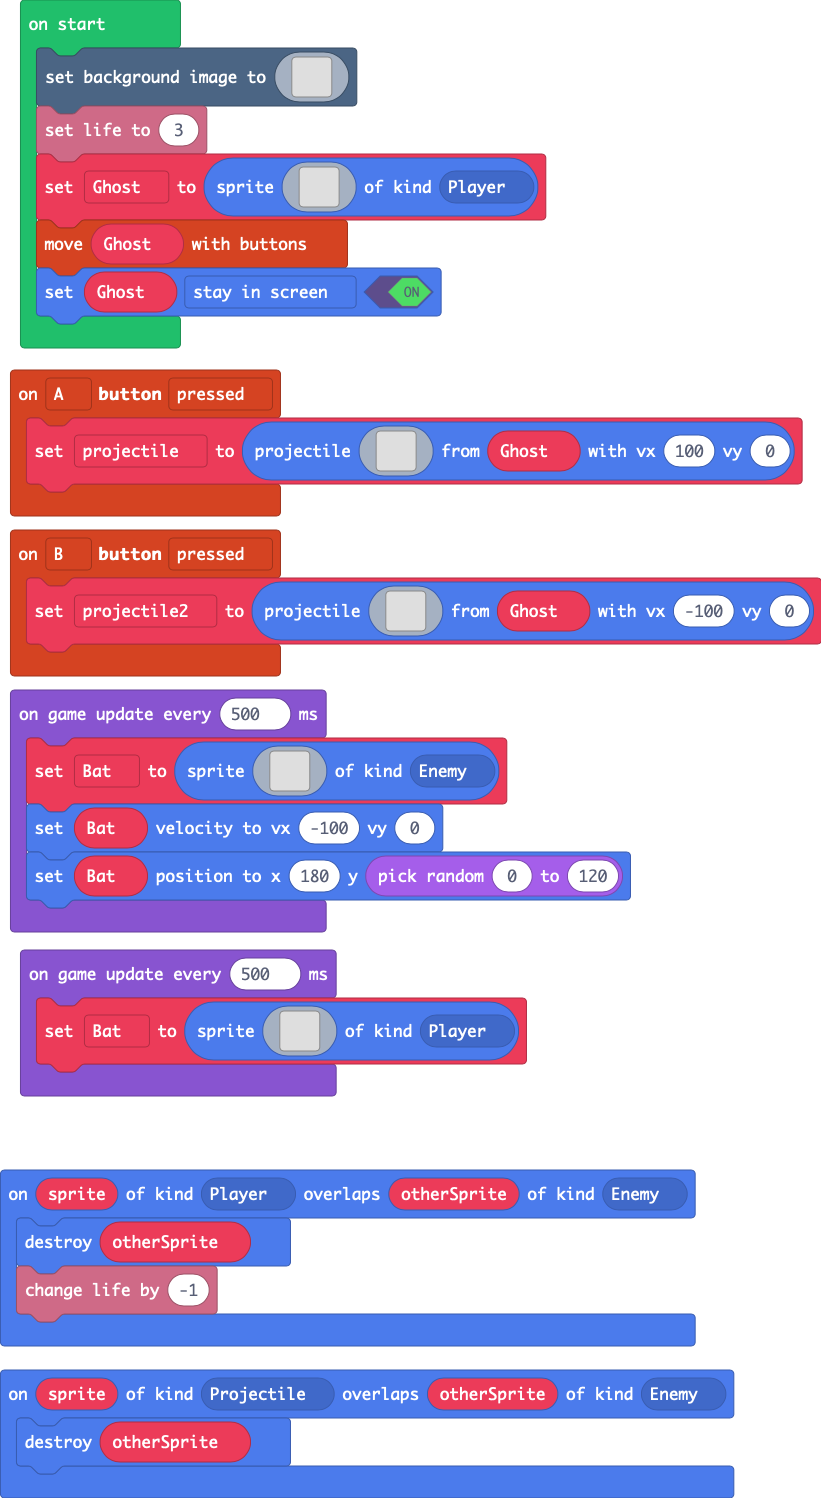 on start
set background image to
set life to 3
set Ghost to sprite of kind Player
move Ghost with buttons
set Ghost stay in screen ON
on A button pressed
set projectile to projectile from Ghost with vx 100 vy 0
on B button pressed
set projectile2 to projectile from Ghost with vx -100 vy 0
on game update every 500 ms
set Bat to sprite of kind Enemy
set Bat velocity to vx -100 vy 0
set Bat position to x 180 y pick random 0 to 120
on game update every 500 ms
set Bat to sprite of kind Player
on sprite of kind Player overlaps otherSprite of kind Enemy
destroy otherSprite
change life by -1
on sprite of kind Projectile overlaps otherSprite of kind Enemy
destroy otherSprite